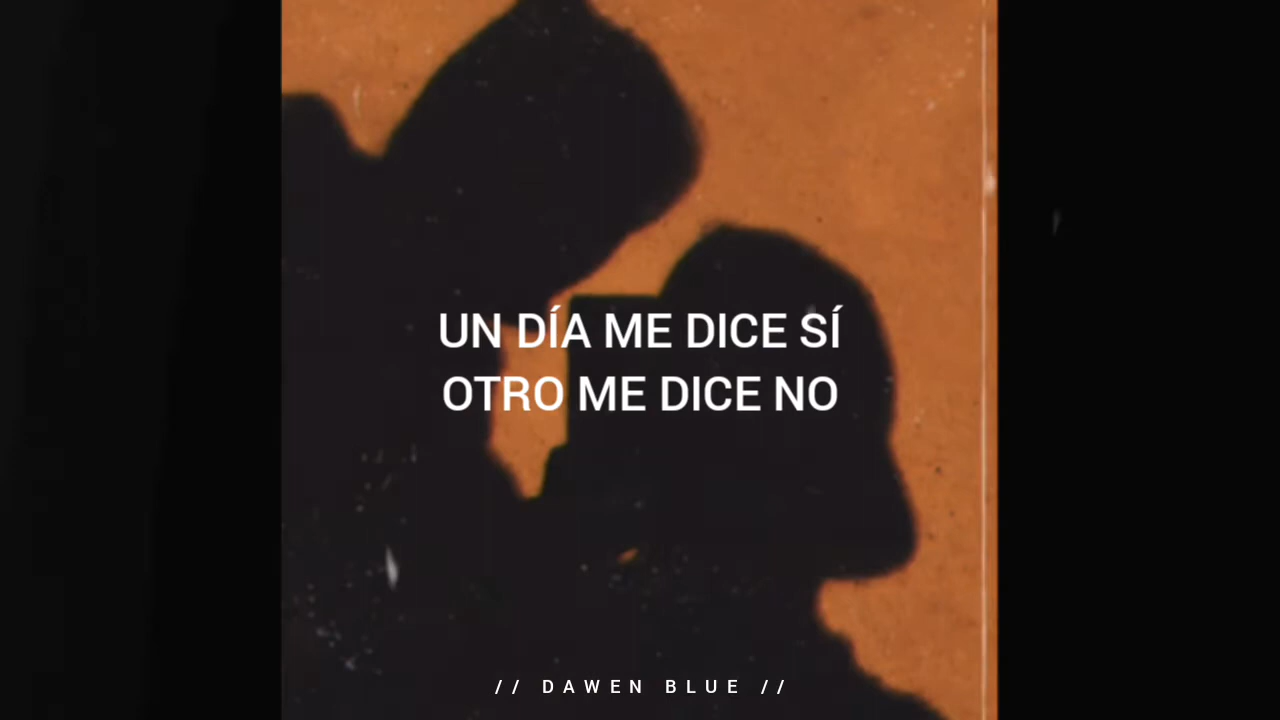 UN DÍA ME DICE SÍ
OTRO ME DICE NO
// DAWEN BLUE //